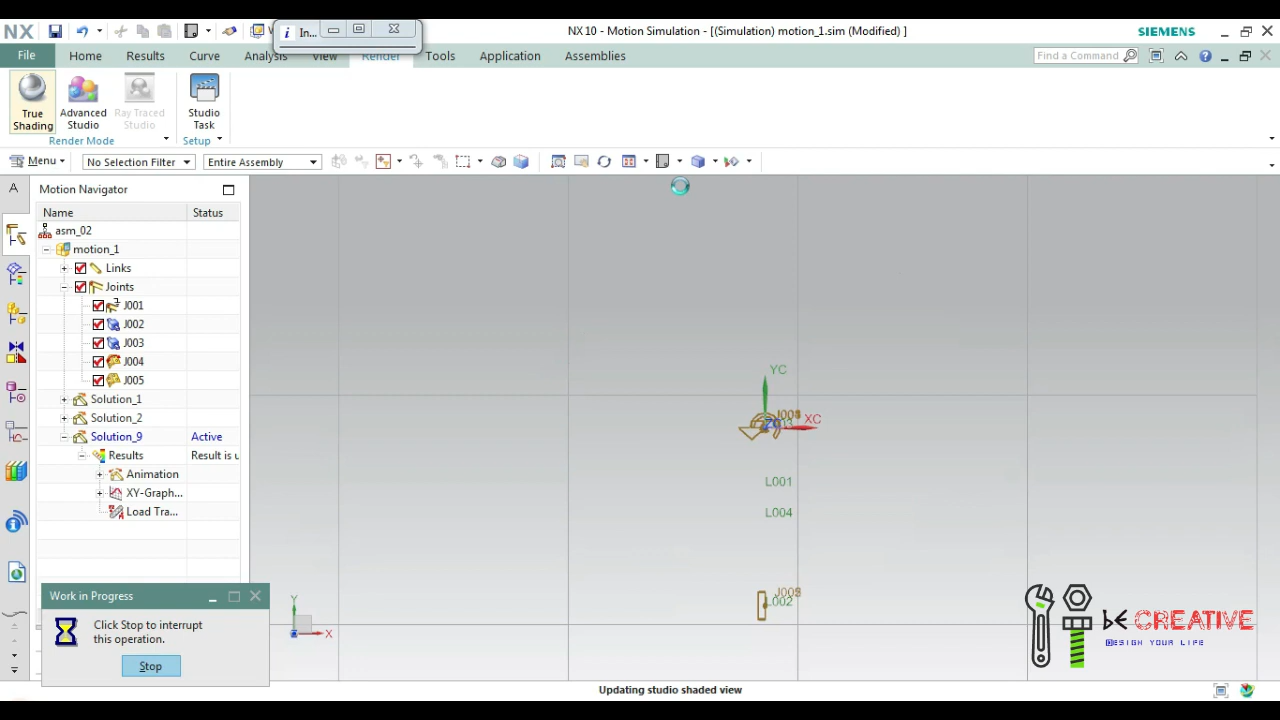 NX
In...
NX 10 - Motion Simulation - [(Simulation) motion_1.sim (Modified) ]
SIEMENS
File
Home
Results
Curve
Analysis
View
Render
Tools
Application
Assemblies
Find a Command
True
Shading
Advanced
Studio
Ray Traced
Studio
Studio
Task
Render Mode
Setup
Menu
No Selection Filter
Entire Assembly
Motion Navigator
Name
Status
asm_02
motion_1
Links
Joints
J001
J002
J003
J004
J005
Solution_1
Solution_2
Solution_9
Active
Results
Result is u
Animation
XY-Graph...
Load Tra...
YC
XC
L001
L004
L002
Work in Progress
Click Stop to interrupt
this operation.
Stop
Y
X
bE CREATIVE
DESIGN YOUR LIFE
Updating studio shaded view